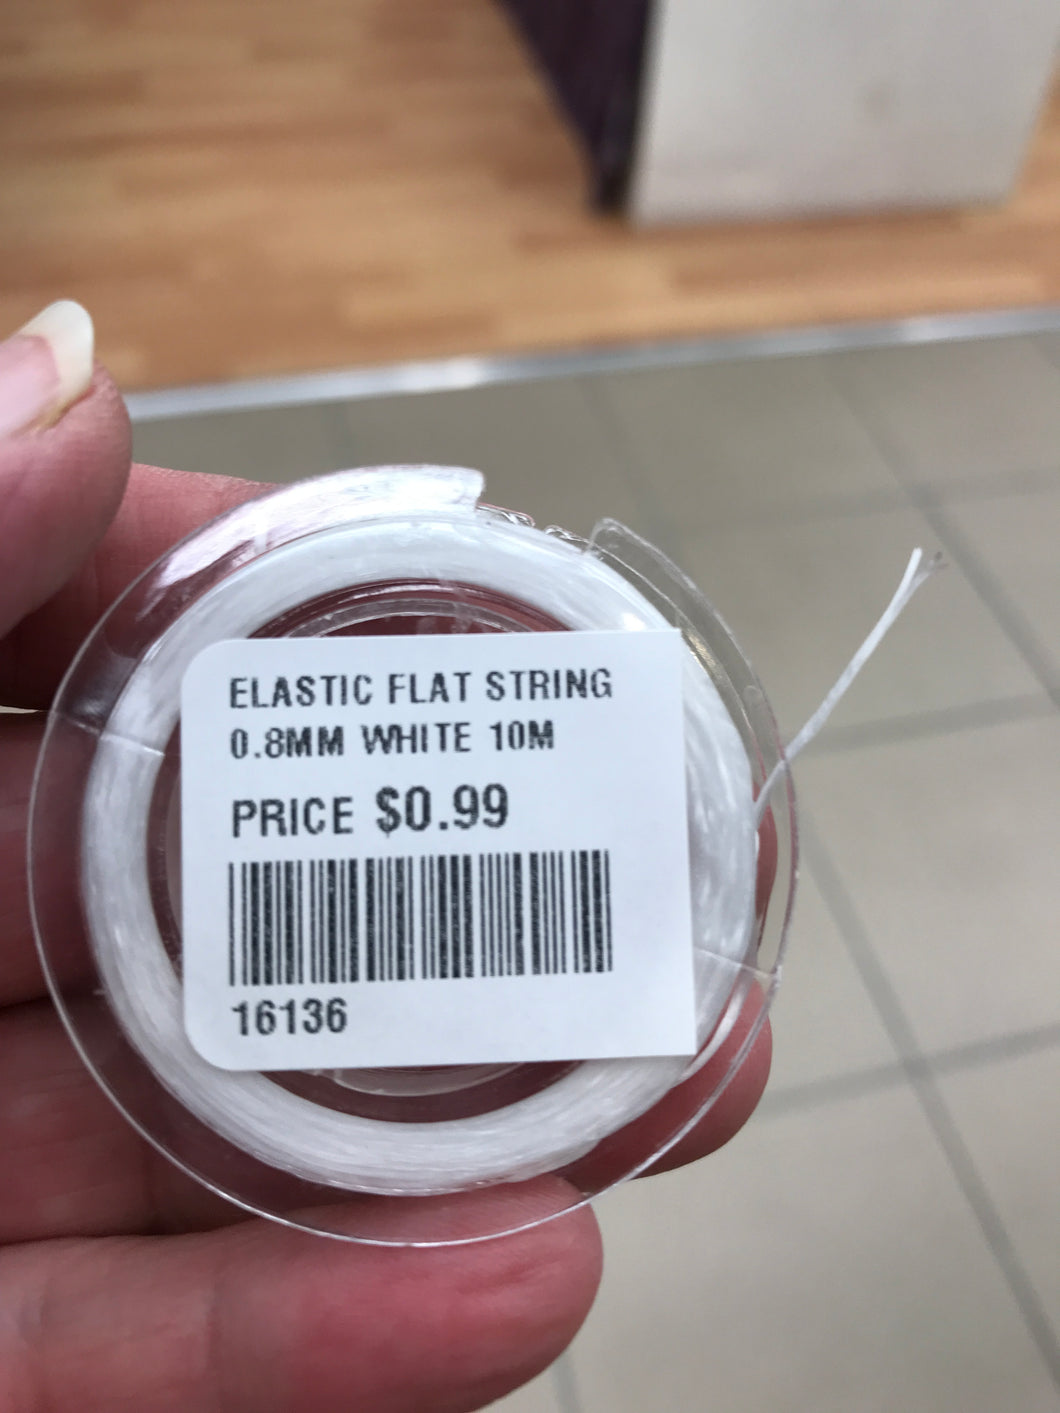 ELASTIC FLAT STRING
0.8MM WHITE 10M
PRICE $0.99
16136